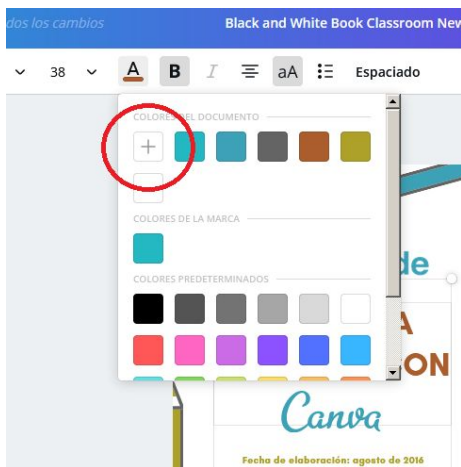 dos los cambios
Black and White Book Classroom New
38 A B I aA Espaciado
COLORES DEL DOCUMENTO
COLORES DE LA MARCA
COLORES PREDETERMINADOS
de
A
ON
Canva
Fecha de elaboración: agosto de 2016